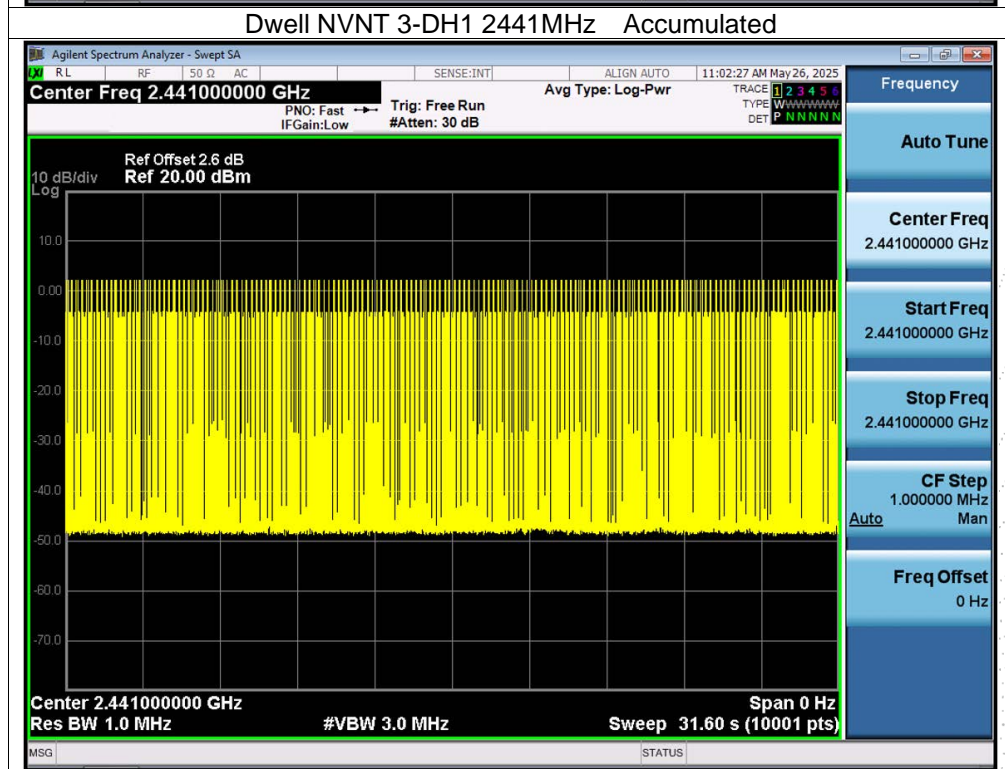 Dwell NVNT 3-DH1 2441MHz Accumulated
Agilent Spectrum Analyzer - Swept SA
LXI RL RF 50 Ω AC SENSE:INT ALIGN AUTO 11:02:27 AM May 26, 2025
Center Freq 2.441000000 GHz
PNO: Fast
IFGain:Low
Trig: Free Run
#Atten: 30 dB
Avg Type: Log-Pwr
TRACE 1 2 3 4 5 6
TYPE WWWWWW
DET P N N N N N
Ref Offset 2.6 dB
10 dB/div Ref 20.00 dBm
Log
10.0
0.00
-10.0
-20.0
-30.0
-40.0
-50.0
-60.0
-70.0
Center 2.441000000 GHz Span 0 Hz
Res BW 1.0 MHz #VBW 3.0 MHz Sweep 31.60 s (10001 pts)
MSG STATUS
Frequency
Auto Tune
Center Freq
2.441000000 GHz
Start Freq
2.441000000 GHz
Stop Freq
2.441000000 GHz
CF Step
1.000000 MHz
Auto Man
Freq Offset
0 Hz